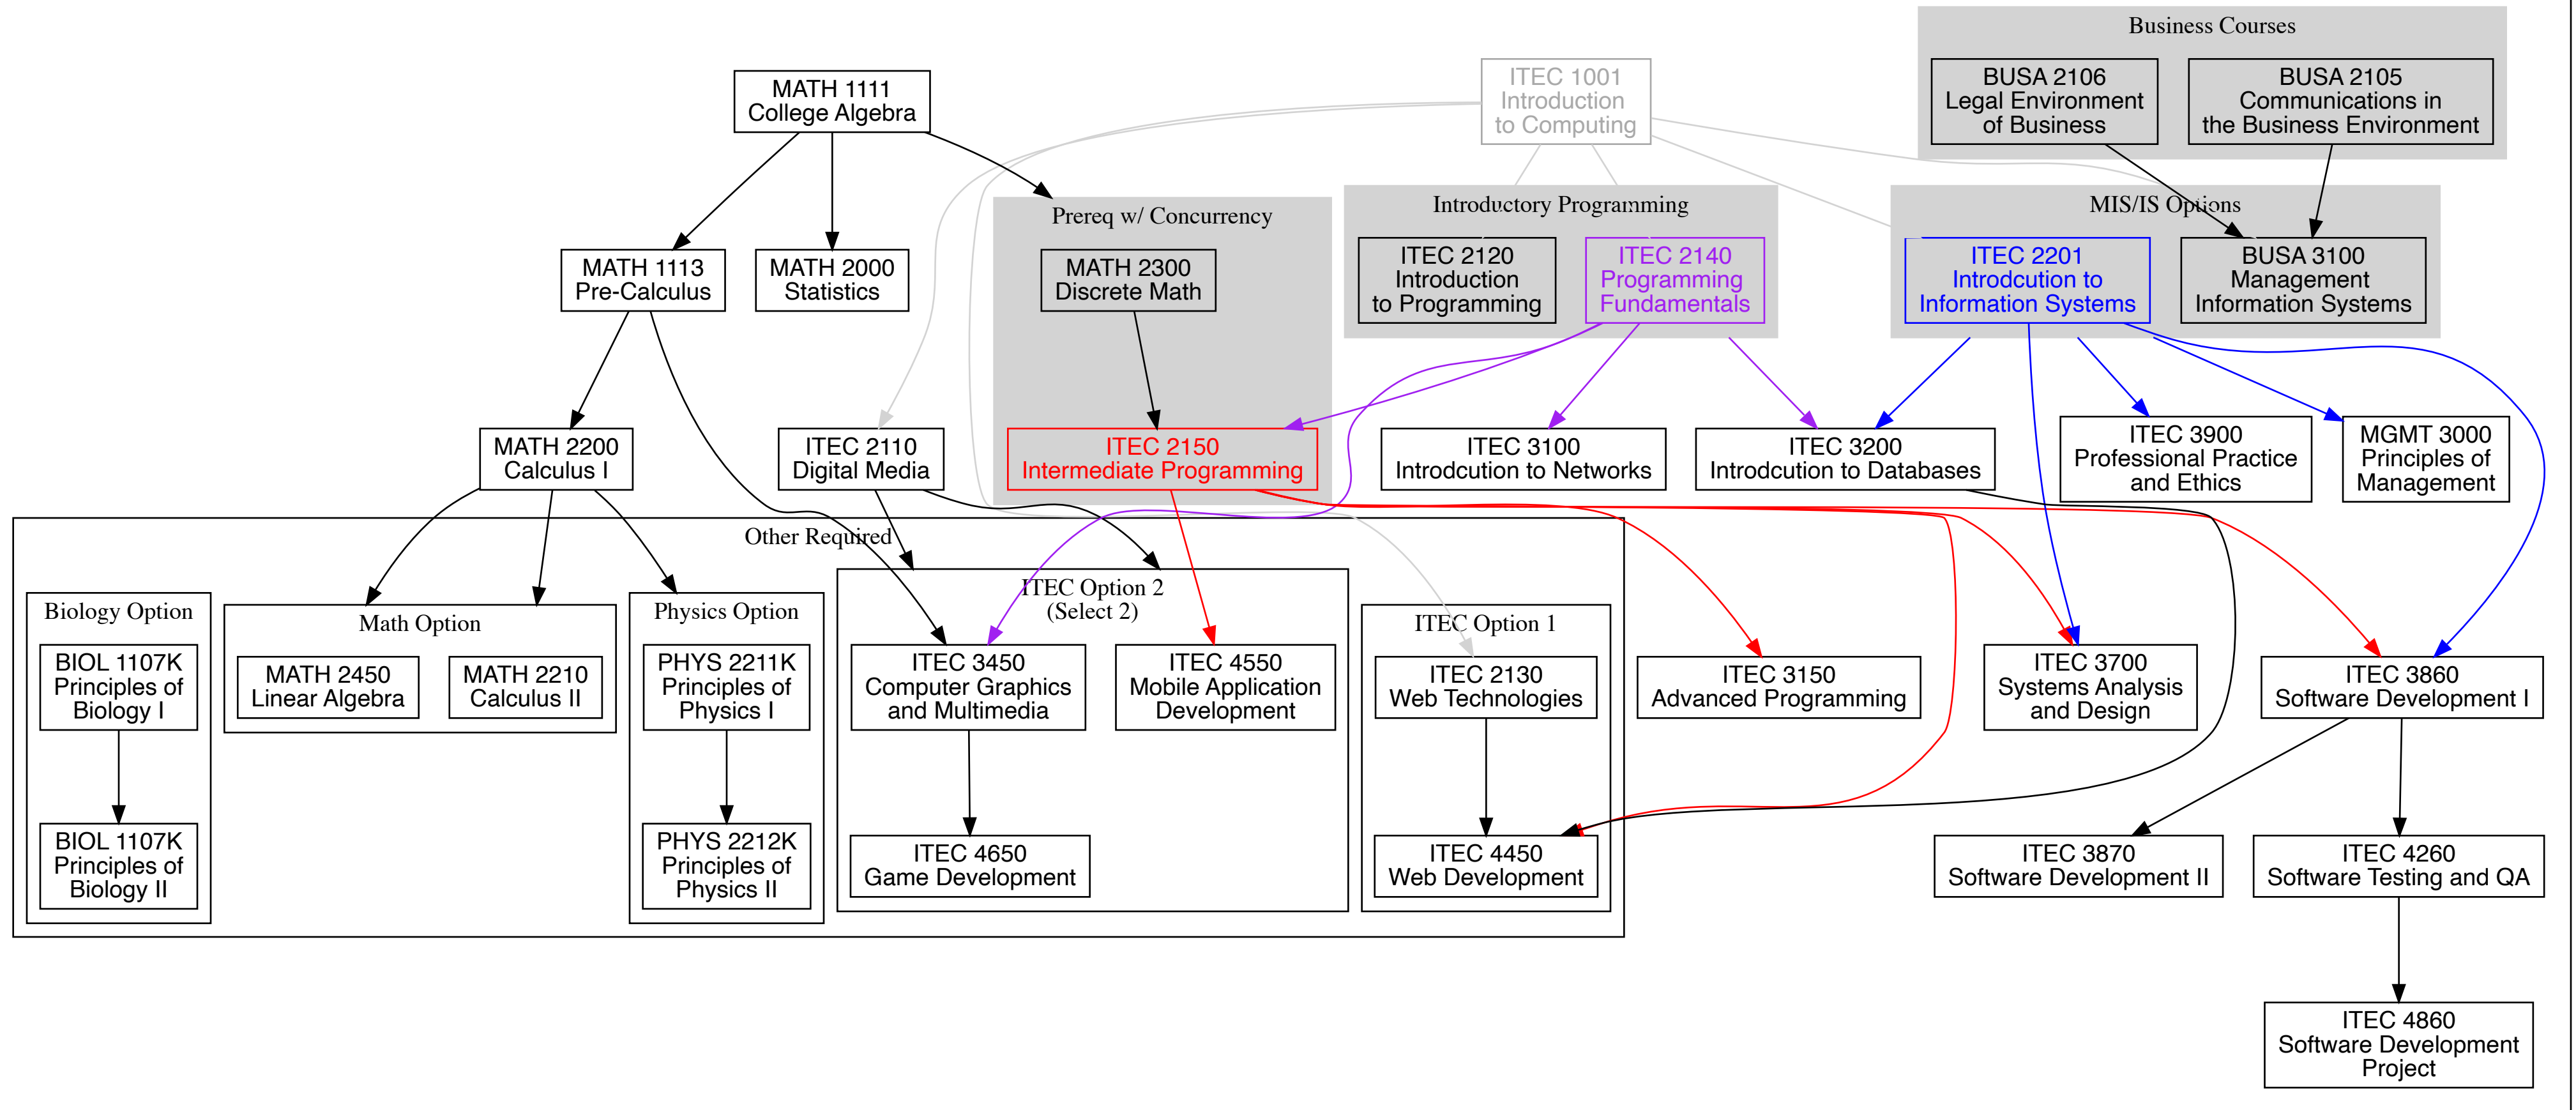 Business Courses
MATH 1111
College Algebra
ITEC 1001
Introduction
to Computing
BUSA 2106
Legal Environment
of Business
BUSA 2105
Communications in
the Business Environment
Prereq w/ Concurrency
Introductory Programming
MIS/IS Options
MATH 1113
Pre-Calculus
MATH 2000
Statistics
MATH 2300
Discrete Math
ITEC 2120
Introduction
to Programming
ITEC 2140
Programming
Fundamentals
ITEC 2201
Introdcution to
Information Systems
BUSA 3100
Management
Information Systems
MATH 2200
Calculus I
ITEC 2110
Digital Media
ITEC 2150
Intermediate Programming
ITEC 3100
Introdcution to Networks
ITEC 3200
Introdcution to Databases
ITEC 3900
Professional Practice
and Ethics
MGMT 3000
Principles of
Management
Other Required
Biology Option
Math Option
Physics Option
ITEC Option 2
(Select 2)
ITEC Option 1
BIOL 1107K
Principles of
Biology I
MATH 2450
Linear Algebra
MATH 2210
Calculus II
PHYS 2211K
Principles of
Physics I
ITEC 3450
Computer Graphics
and Multimedia
ITEC 4550
Mobile Application
Development
ITEC 2130
Web Technologies
ITEC 3150
Advanced Programming
ITEC 3700
Systems Analysis
and Design
ITEC 3860
Software Development I
BIOL 1107K
Principles of
Biology II
PHYS 2212K
Principles of
Physics II
ITEC 4650
Game Development
ITEC 4450
Web Development
ITEC 3870
Software Development II
ITEC 4260
Software Testing and QA
ITEC 4860
Software Development
Project